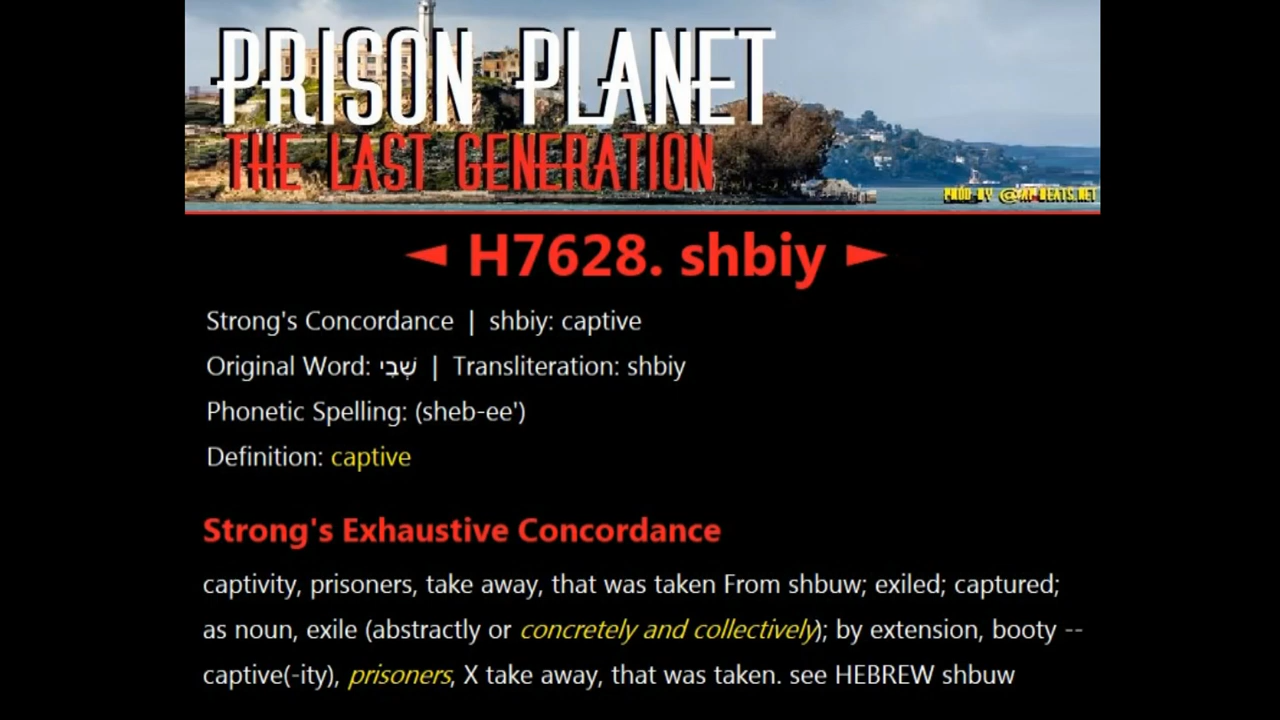 PRISON PLANET
THE LAST GENERATION
PROD BY
◄ H7628. shbiy ►
Strong's Concordance | shbiy: captive
Original Word: שְׁבִי | Transliteration: shbiy
Phonetic Spelling: (sheb-ee')
Definition: captive
Strong's Exhaustive Concordance
captivity, prisoners, take away, that was taken From shbuw; exiled; captured;
as noun, exile (abstractly or concretely and collectively); by extension, booty --
captive(-ity), prisoners, X take away, that was taken. see HEBREW shbuw